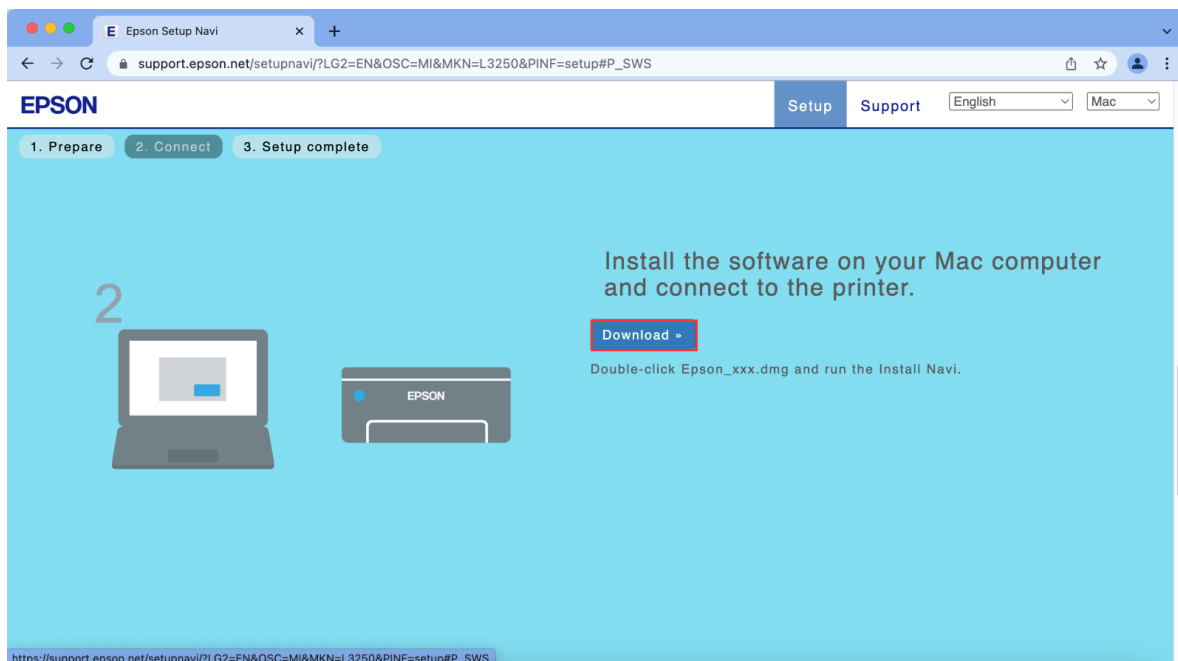 E Epson Setup Navi
support.epson.net/setupnavi/?LG2=EN&OSC=MI&MKN=L3250&PINF=setup#P_SWS
EPSON
Setup
Support
English
Mac
1. Prepare
2. Connect
3. Setup complete
Install the software on your Mac computer
and connect to the printer.
2
Download »
Double-click Epson_xxx.dmg and run the Install Navi.
EPSON
https://support.epson.net/setupnavi/?LG2=EN&OSC=MI&MKN=L3250&PINF=setup#P_SWS